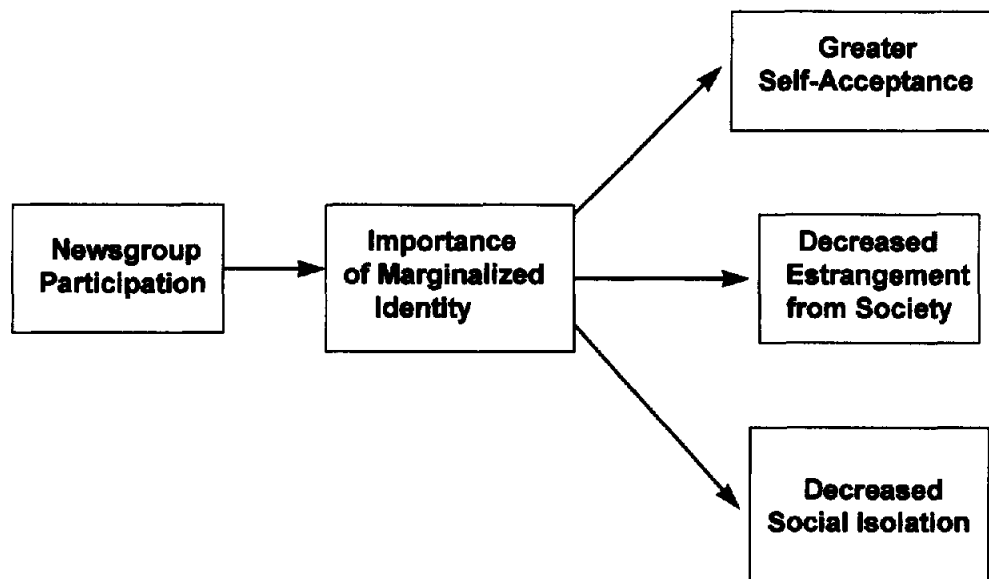 Newsgroup
Participation
Importance
of Marginalized
Identity
Greater
Self-Acceptance
Decreased
Estrangement
from Society
Decreased
Social Isolation